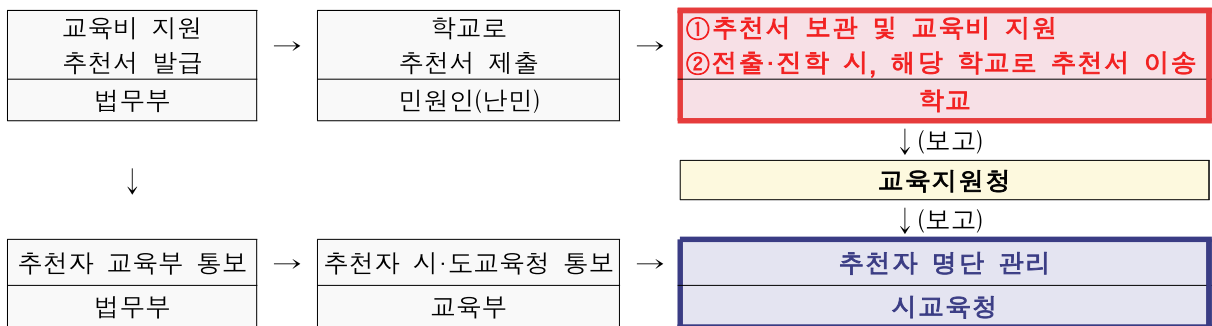 교육비 지원
추천서 발급
법무부
→
학교로
추천서 제출
민원인(난민)
→
①추천서 보관 및 교육비 지원
②전출·진학 시, 해당 학교로 추천서 이송
학교
↓(보고)
교육지원청
↓
↓(보고)
추천자 교육부 통보
법무부
→
추천자 시·도교육청 통보
교육부
→
추천자 명단 관리
시교육청